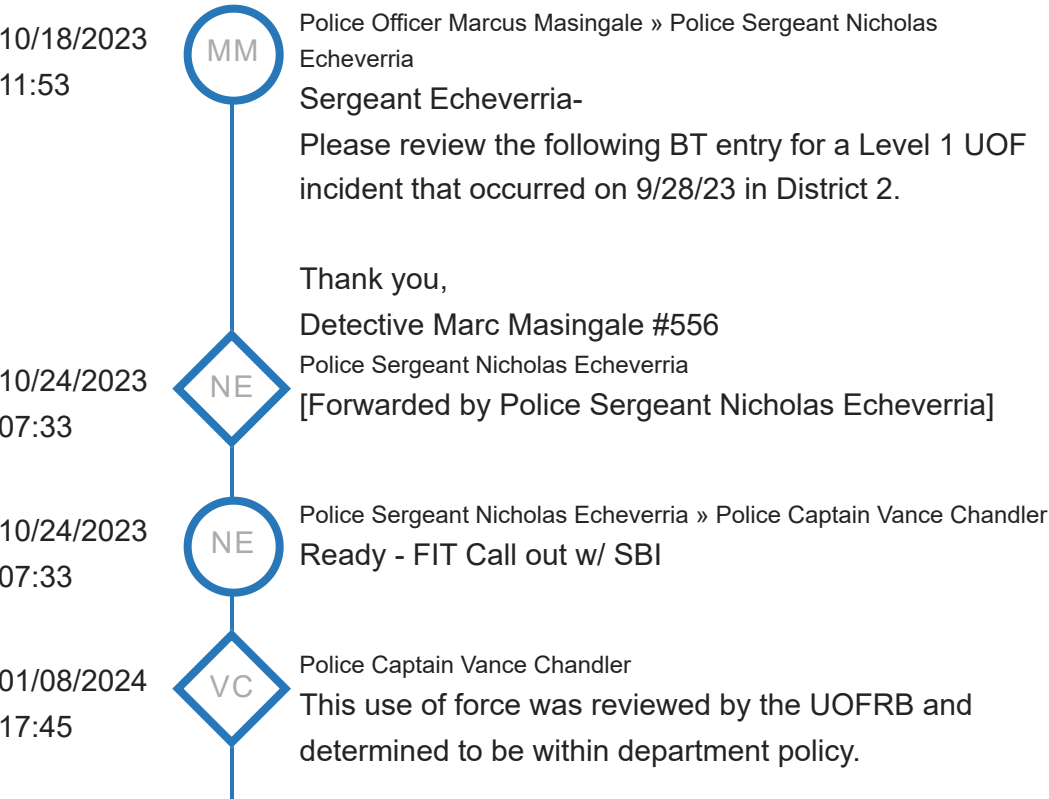 10/18/2023
11:53
MM
Police Officer Marcus Masingale » Police Sergeant Nicholas
Echeverria
Sergeant Echeverria-
Please review the following BT entry for a Level 1 UOF
incident that occurred on 9/28/23 in District 2.
Thank you,
Detective Marc Masingale #556
10/24/2023
07:33
NE
Police Sergeant Nicholas Echeverria
[Forwarded by Police Sergeant Nicholas Echeverria]
10/24/2023
07:33
NE
Police Sergeant Nicholas Echeverria » Police Captain Vance Chandler
Ready - FIT Call out w/ SBI
01/08/2024
17:45
VC
Police Captain Vance Chandler
This use of force was reviewed by the UOFRB and
determined to be within department policy.